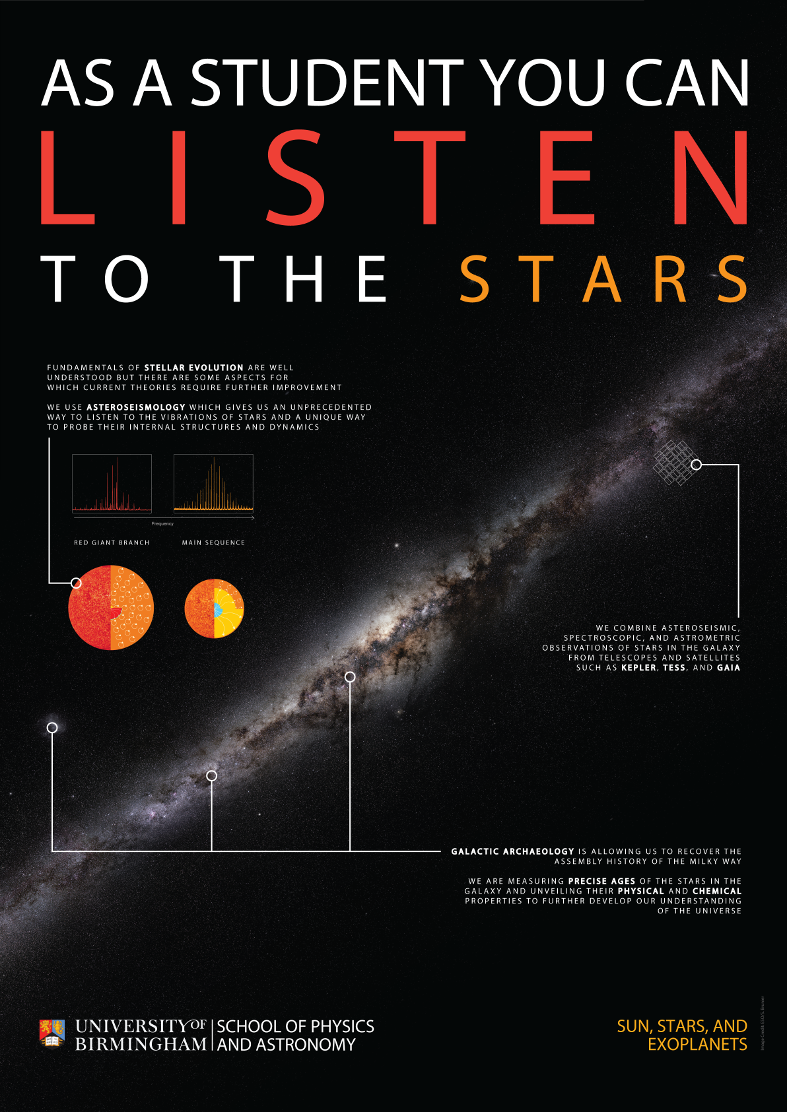 AS A STUDENT YOU CAN
LISTEN
TO THE STARS
FUNDAMENTALS OF STELLAR EVOLUTION ARE WELL
UNDERSTOOD BUT THERE ARE SOME ASPECTS FOR
WHICH CURRENT THEORIES REQUIRE FURTHER IMPROVEMENT
WE USE ASTEROSEISMOLOGY WHICH GIVES US AN UNPRECEDENTED
WAY TO LISTEN TO THE VIBRATIONS OF STARS AND A UNIQUE WAY
TO PROBE THEIR INTERNAL STRUCTURES AND DYNAMICS
Frequency
RED GIANT BRANCH
MAIN SEQUENCE
WE COMBINE ASTEROSEISMIC,
SPECTROSCOPIC, AND ASTROMETRIC
OBSERVATIONS OF STARS IN THE GALAXY
FROM TELESCOPES AND SATELLITES
SUCH AS KEPLER, TESS, AND GAIA
GALACTIC ARCHAEOLOGY IS ALLOWING US TO RECOVER THE
ASSEMBLY HISTORY OF THE MILKY WAY
WE ARE MEASURING PRECISE AGES OF THE STARS IN THE
GALAXY AND UNVEILING THEIR PHYSICAL AND CHEMICAL
PROPERTIES TO FURTHER DEVELOP OUR UNDERSTANDING
OF THE UNIVERSE
UNIVERSITY OF
BIRMINGHAM
SCHOOL OF PHYSICS
AND ASTRONOMY
SUN, STARS, AND
EXOPLANETS
Image Credit